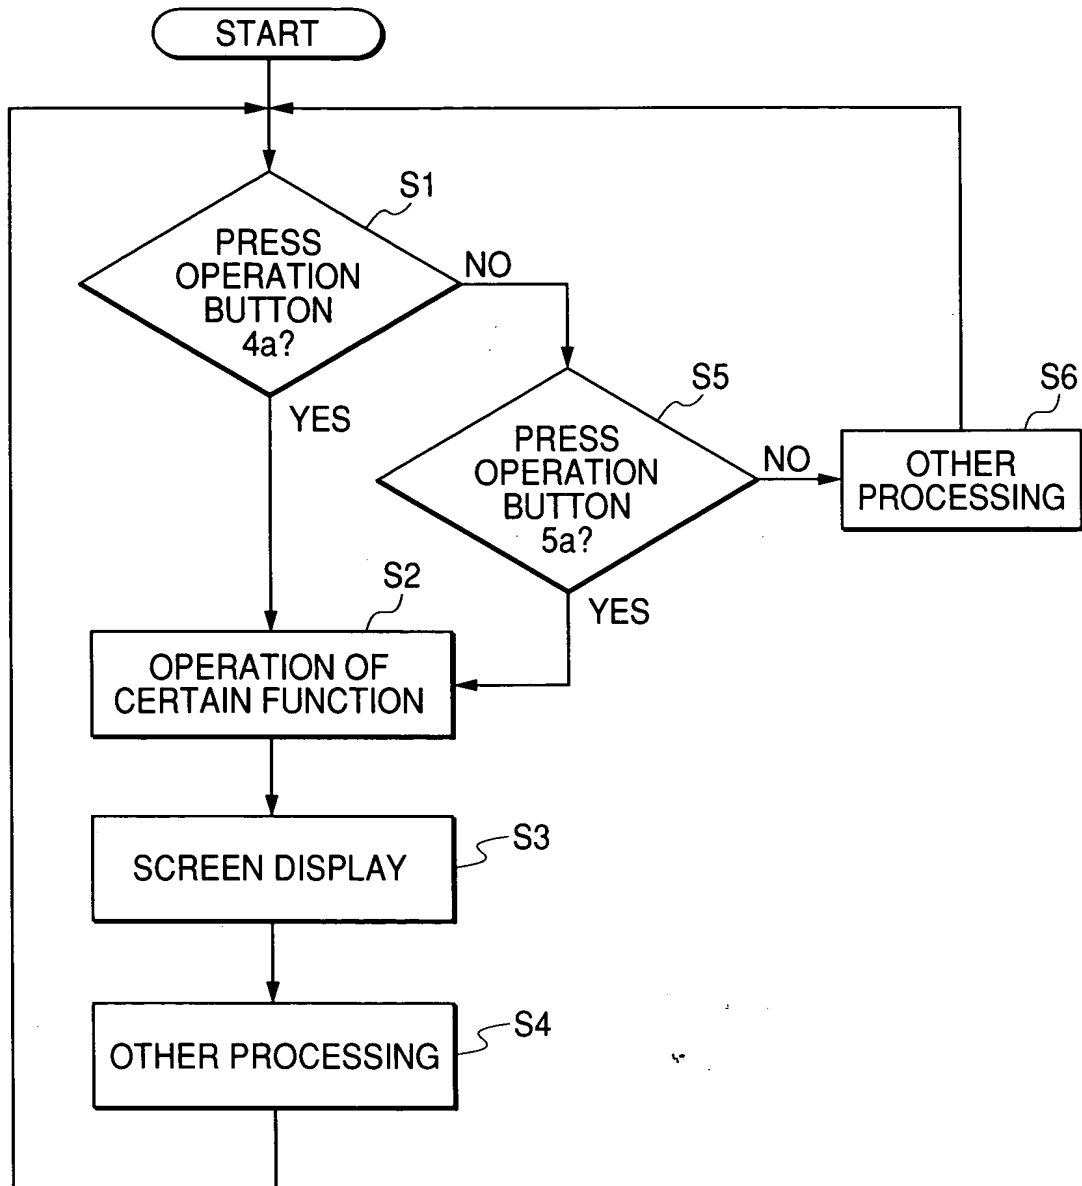 START
S1
PRESS
OPERATION
BUTTON
4a?
NO
YES
S5
PRESS
OPERATION
BUTTON
5a?
NO
YES
S6
OTHER
PROCESSING
S2
OPERATION OF
CERTAIN FUNCTION
SCREEN DISPLAY
S3
OTHER PROCESSING
S4